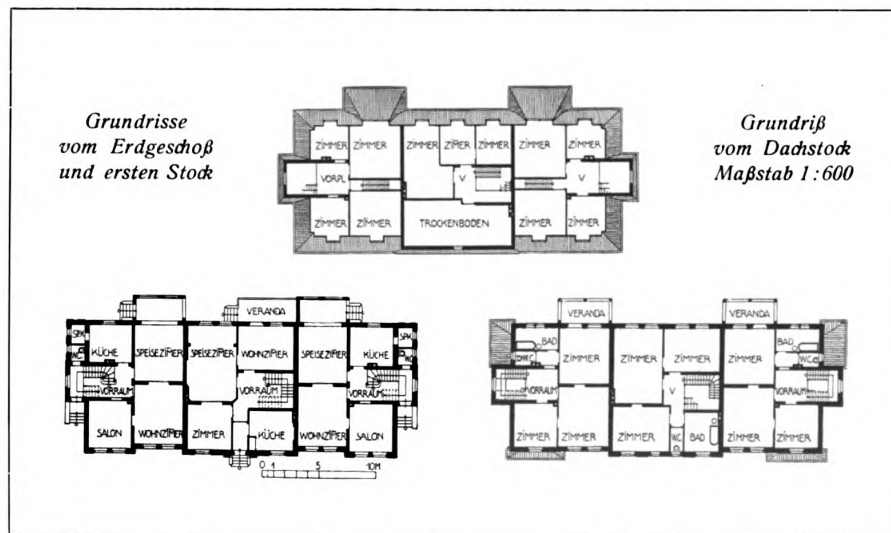 Grundrisse
vom Erdgeschoß
und ersten Stock
Grundriß
vom Dachstock
Maßstab 1:600
ZIMMER ZIMMER ZIMMER ZIMMER ZIMMER ZIMMER ZIMMER
VORPL. V. V.
ZIMMER ZIMMER TROCKENBODEN ZIMMER ZIMMER
VERANDA
SPK. KÜCHE SPEISEZIMMER SPEISEZIMMER WOHNZIMMER SPEISEZIMMER KÜCHE SPK.
W.C. W.C.
VORRAUM VORRAUM VORRAUM
SALON WOHNZIMMER ZIMMER KÜCHE WOHNZIMMER SALON
0 1 5 10M
VERANDA VERANDA
BAD BAD
W.C. ZIMMER ZIMMER ZIMMER ZIMMER W.C.
VORRAUM V. VORRAUM
ZIMMER ZIMMER ZIMMER W.C. BAD ZIMMER ZIMMER